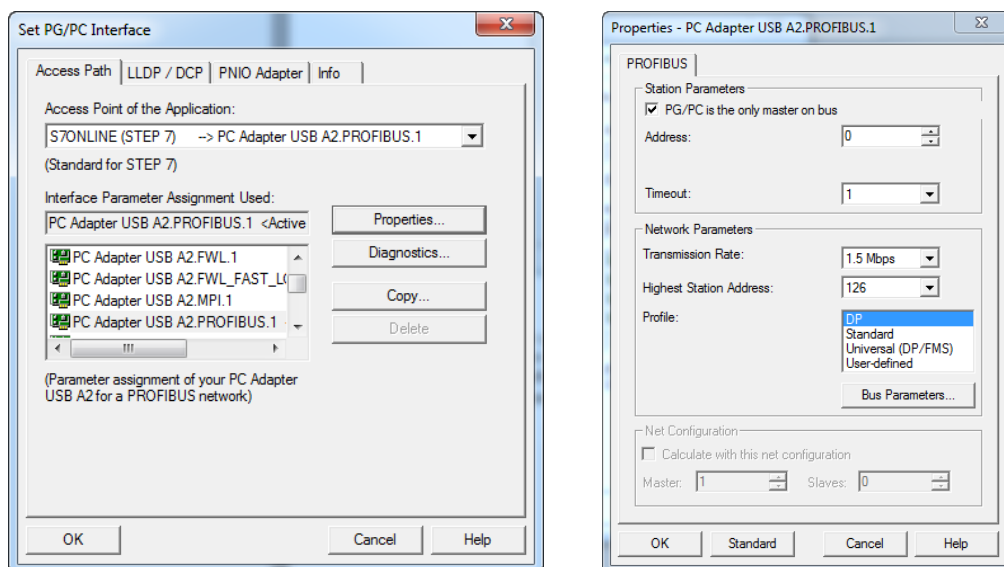 Set PG/PC Interface
Access Path LLDP / DCP PNIO Adapter Info
Access Point of the Application:
S7ONLINE (STEP 7) --> PC Adapter USB A2.PROFIBUS.1
(Standard for STEP 7)
Interface Parameter Assignment Used:
PC Adapter USB A2.PROFIBUS.1 <Active
Properties...
PC Adapter USB A2.FWL.1
Diagnostics...
PC Adapter USB A2.FWL_FAST_L
PC Adapter USB A2.MPI.1
Copy...
PC Adapter USB A2.PROFIBUS.1
Delete
(Parameter assignment of your PC Adapter
USB A2 for a PROFIBUS network)
OK Cancel Help
Properties - PC Adapter USB A2.PROFIBUS.1
PROFIBUS
Station Parameters
PG/PC is the only master on bus
Address: 0
Timeout: 1
Network Parameters
Transmission Rate: 1.5 Mbps
Highest Station Address: 126
Profile: DP
Standard
Universal (DP/FMS)
User-defined
Bus Parameters...
Net Configuration
Calculate with this net configuration
Master: 1 Slaves: 0
OK Standard Cancel Help